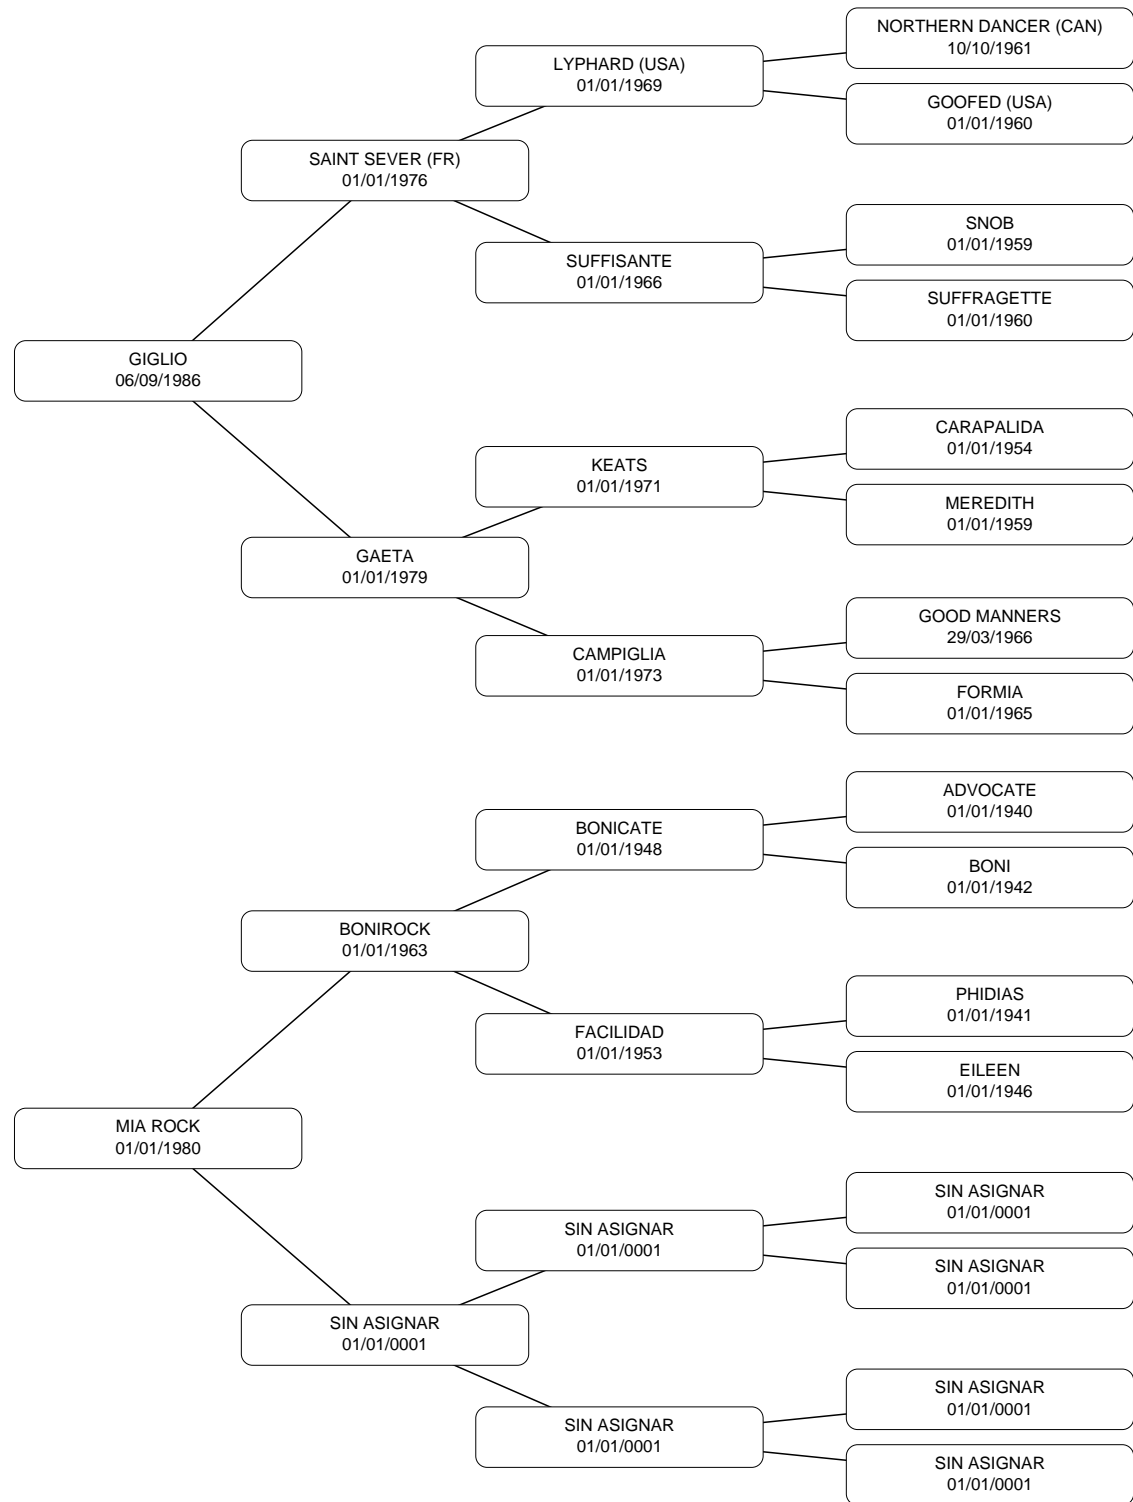 NORTHERN DANCER (CAN)
10/10/1961
LYPHARD (USA)
01/01/1969
GOOFED (USA)
01/01/1960
SAINT SEVER (FR)
01/01/1976
SNOB
01/01/1959
SUFFISANTE
01/01/1966
SUFFRAGETTE
01/01/1960
GIGLIO
06/09/1986
CARAPALIDA
01/01/1954
KEATS
01/01/1971
MEREDITH
01/01/1959
GAETA
01/01/1979
GOOD MANNERS
29/03/1966
CAMPIGLIA
01/01/1973
FORMIA
01/01/1965
ADVOCATE
01/01/1940
BONICATE
01/01/1948
BONI
01/01/1942
BONIROCK
01/01/1963
PHIDIAS
01/01/1941
FACILIDAD
01/01/1953
EILEEN
01/01/1946
MIA ROCK
01/01/1980
SIN ASIGNAR
01/01/0001
SIN ASIGNAR
01/01/0001
SIN ASIGNAR
01/01/0001
SIN ASIGNAR
01/01/0001
SIN ASIGNAR
01/01/0001
SIN ASIGNAR
01/01/0001
SIN ASIGNAR
01/01/0001